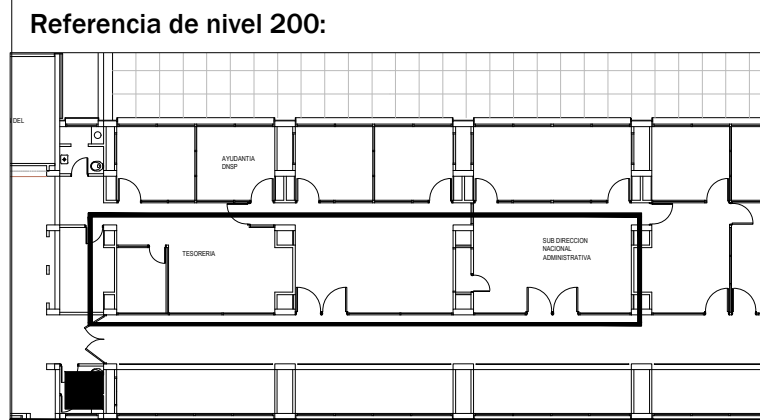 Referencia de nivel 200:
DEL
AYUDANTIA
DNSP
TESORERIA
SUB DIRECCION
NACIONAL
ADMINISTRATIVA